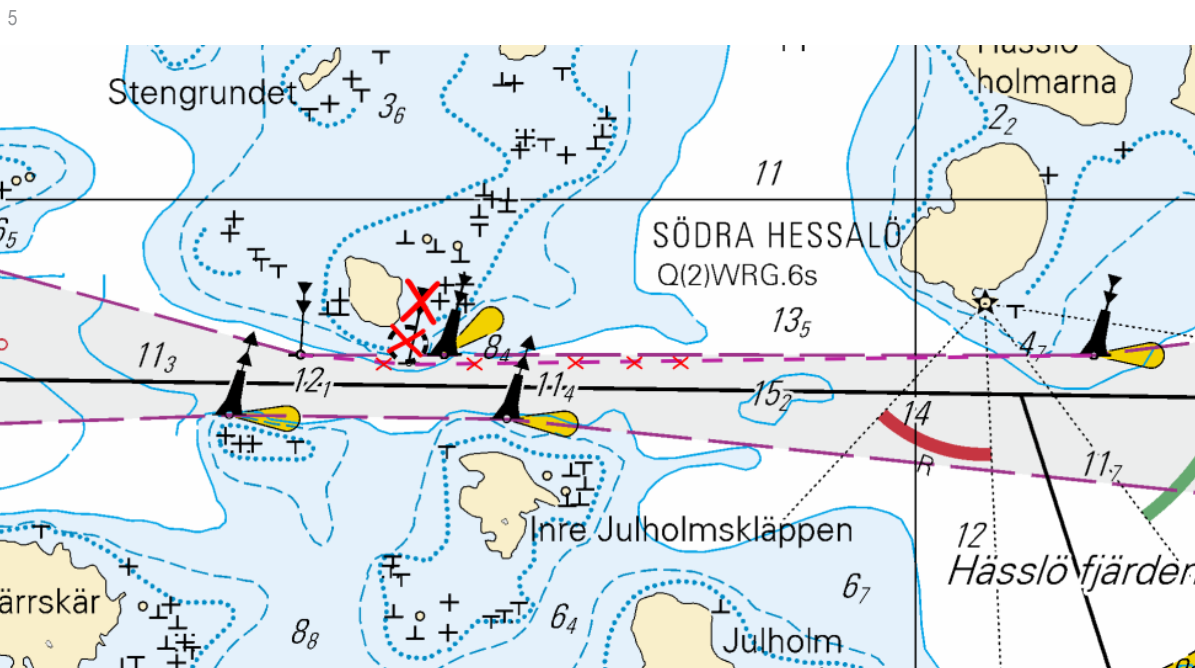 5
Hässlö
holmarna
Stengrundet
3₆
2₂
11
6₅
SÖDRA HESSALÖ
Q(2)WRG.6s
13₅
11₃
8₄
4₇
12₁
11₄
15₂
14
R
11₇
Inre Julholmskläppen
12
Hässlö fjärden
ärrskär
6₇
8₈
6₄
Julholm